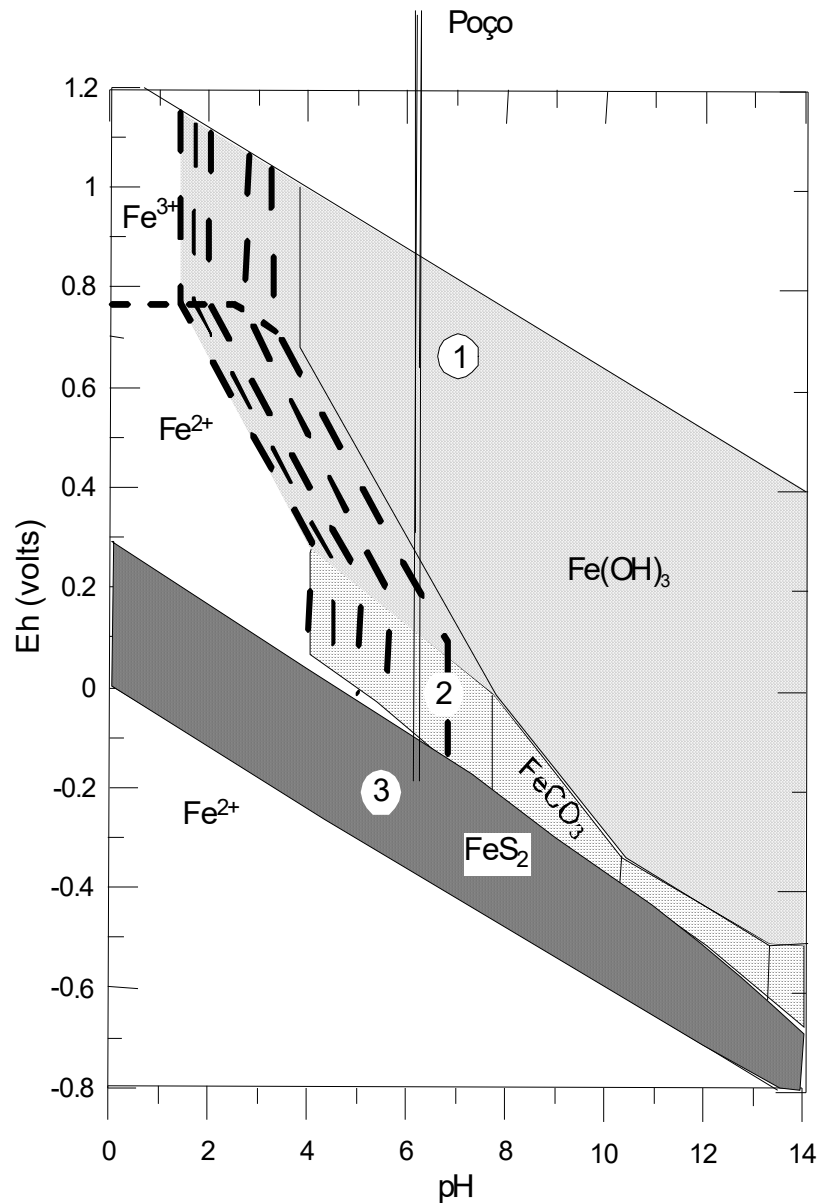 Poço
1.2
1
Fe³⁺
0.8
1
0.6
Fe²⁺
0.4
Fe(OH)₃
0.2
Eh (volts)
0
2
-0.2
3
FeCO₃
Fe²⁺
FeS₂
-0.4
-0.6
-0.8
0 2 4 6 8 10 12 14
pH